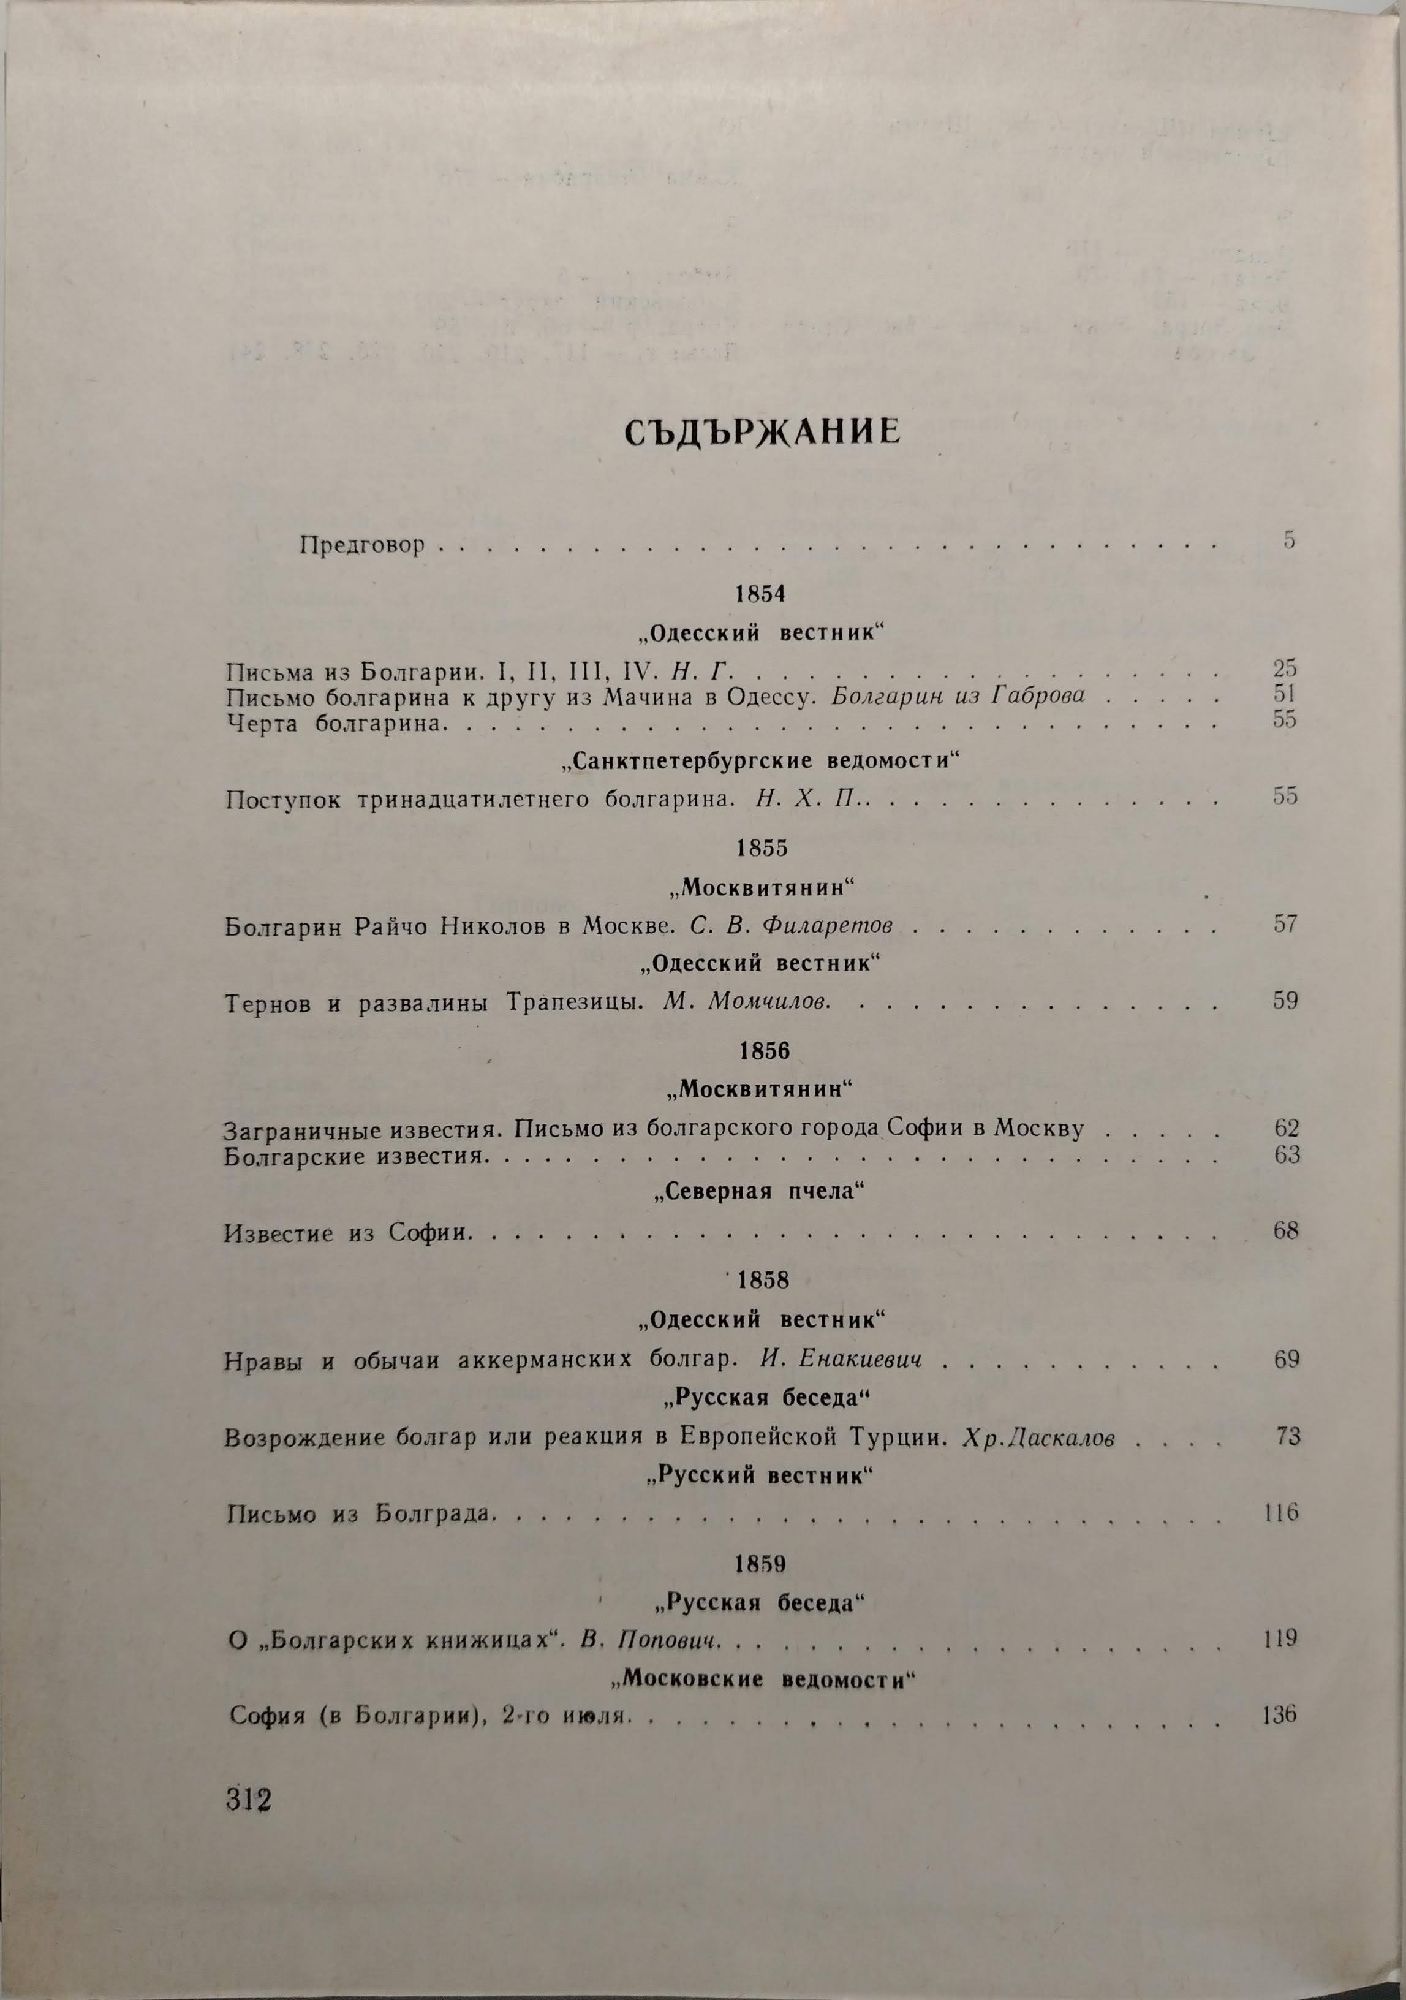 СЪДЪРЖАНИЕ
Предговор . . . . . . . . . . . . . . . . . . . . . . . . . . . . . . 5
1854
„Одесский вестник“
Письма из Болгарии. I, II, III, IV. Н. Г. . . . . . . . . . . . . . . . . . . 25
Письмо болгарина к другу из Мачина в Одессу. Болгарин из Габрова . . . . . 51
Черта болгарина. . . . . . . . . . . . . . . . . . . . . . . . . . . . . . 55
„Санктпетербургские ведомости“
Поступок тринадцатилетнего болгарина. Н. Х. П.. . . . . . . . . . . . . . . 55
1855
„Москвитянин“
Болгарин Райчо Николов в Москве. С. В. Филаретов . . . . . . . . . . . . 57
„Одесский вестник“
Тернов и развалины Трапезицы. М. Момчилов. . . . . . . . . . . . . . . 59
1856
„Москвитянин“
Заграничные известия. Письмо из болгарского города Софии в Москву . . . . . 62
Болгарские известия. . . . . . . . . . . . . . . . . . . . . . . . . . . . 63
„Северная пчела“
Известие из Софии. . . . . . . . . . . . . . . . . . . . . . . . . . . . . 68
1858
„Одесский вестник“
Нравы и обычаи аккерманских болгар. И. Енакиевич . . . . . . . . . . . 69
„Русская беседа“
Возрождение болгар или реакция в Европейской Турции. Хр. Даскалов . . . . 73
„Русский вестник“
Письмо из Болграда. . . . . . . . . . . . . . . . . . . . . . . . . . . . 116
1859
„Русская беседа“
О „Болгарских книжицах“. В. Попович. . . . . . . . . . . . . . . . . . . . 119
„Московские ведомости“
София (в Болгарии), 2-го июля. . . . . . . . . . . . . . . . . . . . . . . 136
312